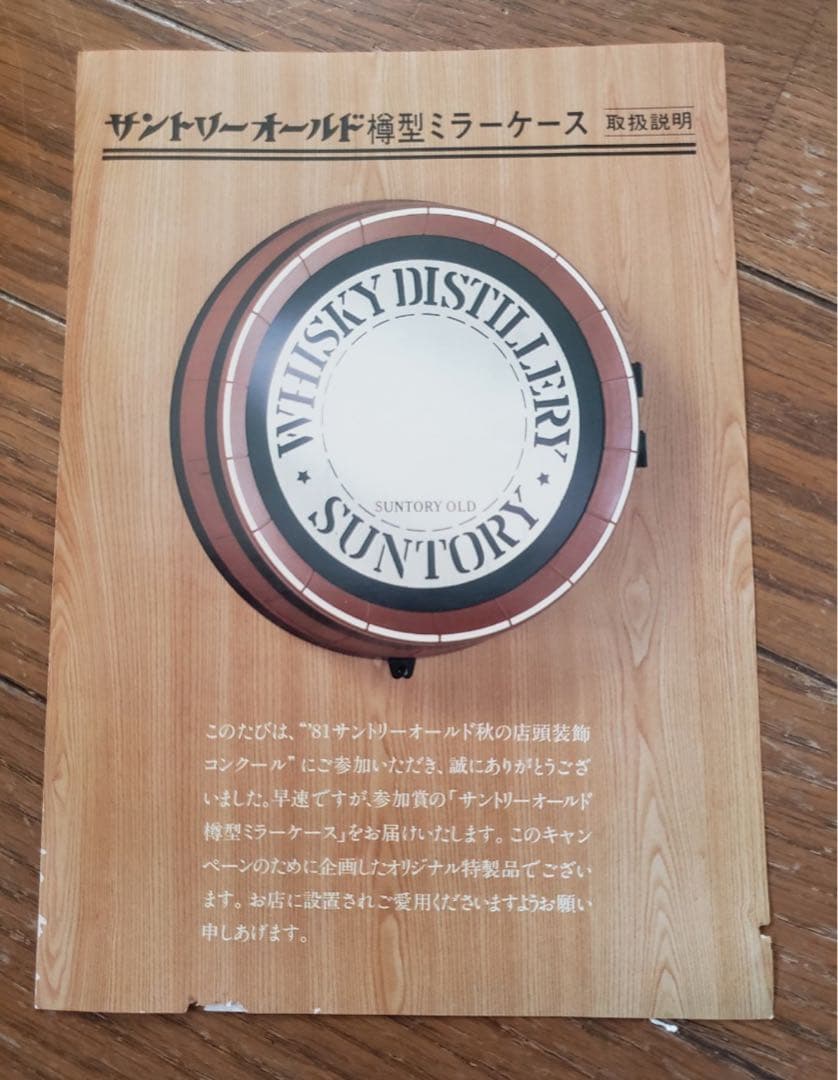 サントリーオールド樽型ミラーケース 取扱説明
WHISKY DISTILLERY
SUNTORY OLD
★ SUNTORY ★
このたびは、“'81サントリーオールド秋の店頭装飾
コンクール”にご参加いただき、誠にありがとうござ
いました。早速ですが、参加賞の「サントリーオールド
樽型ミラーケース」をお届けいたします。このキャン
ペーンのために企画したオリジナル特製品でござい
ます。お店に設置されご愛用くださいますようお願い
申しあげます。